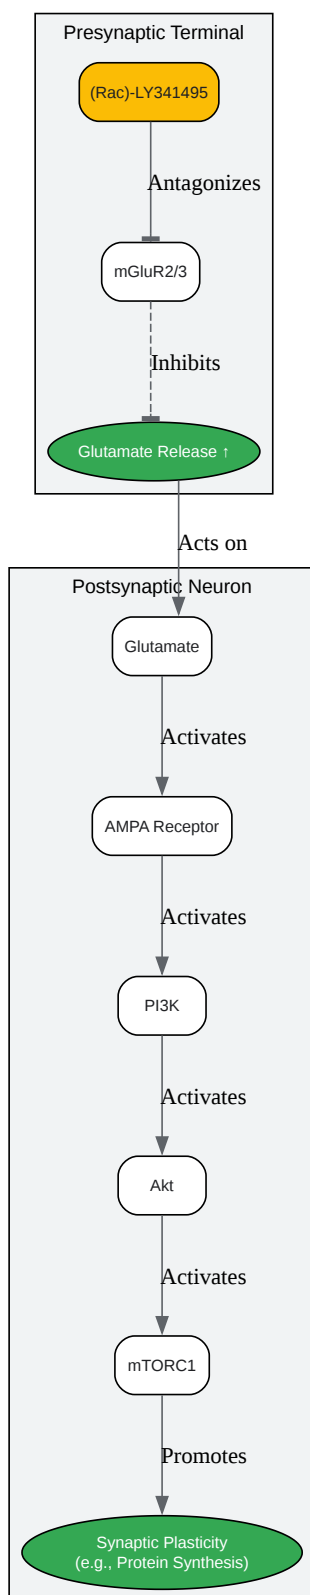 Presynaptic Terminal
(Rac)-LY341495
Antagonizes
mGluR2/3
Inhibits
Glutamate Release ↑
Acts on
Postsynaptic Neuron
Glutamate
Activates
AMPA Receptor
Activates
PI3K
Activates
Akt
Activates
mTORC1
Promotes
Synaptic Plasticity
(e.g., Protein Synthesis)